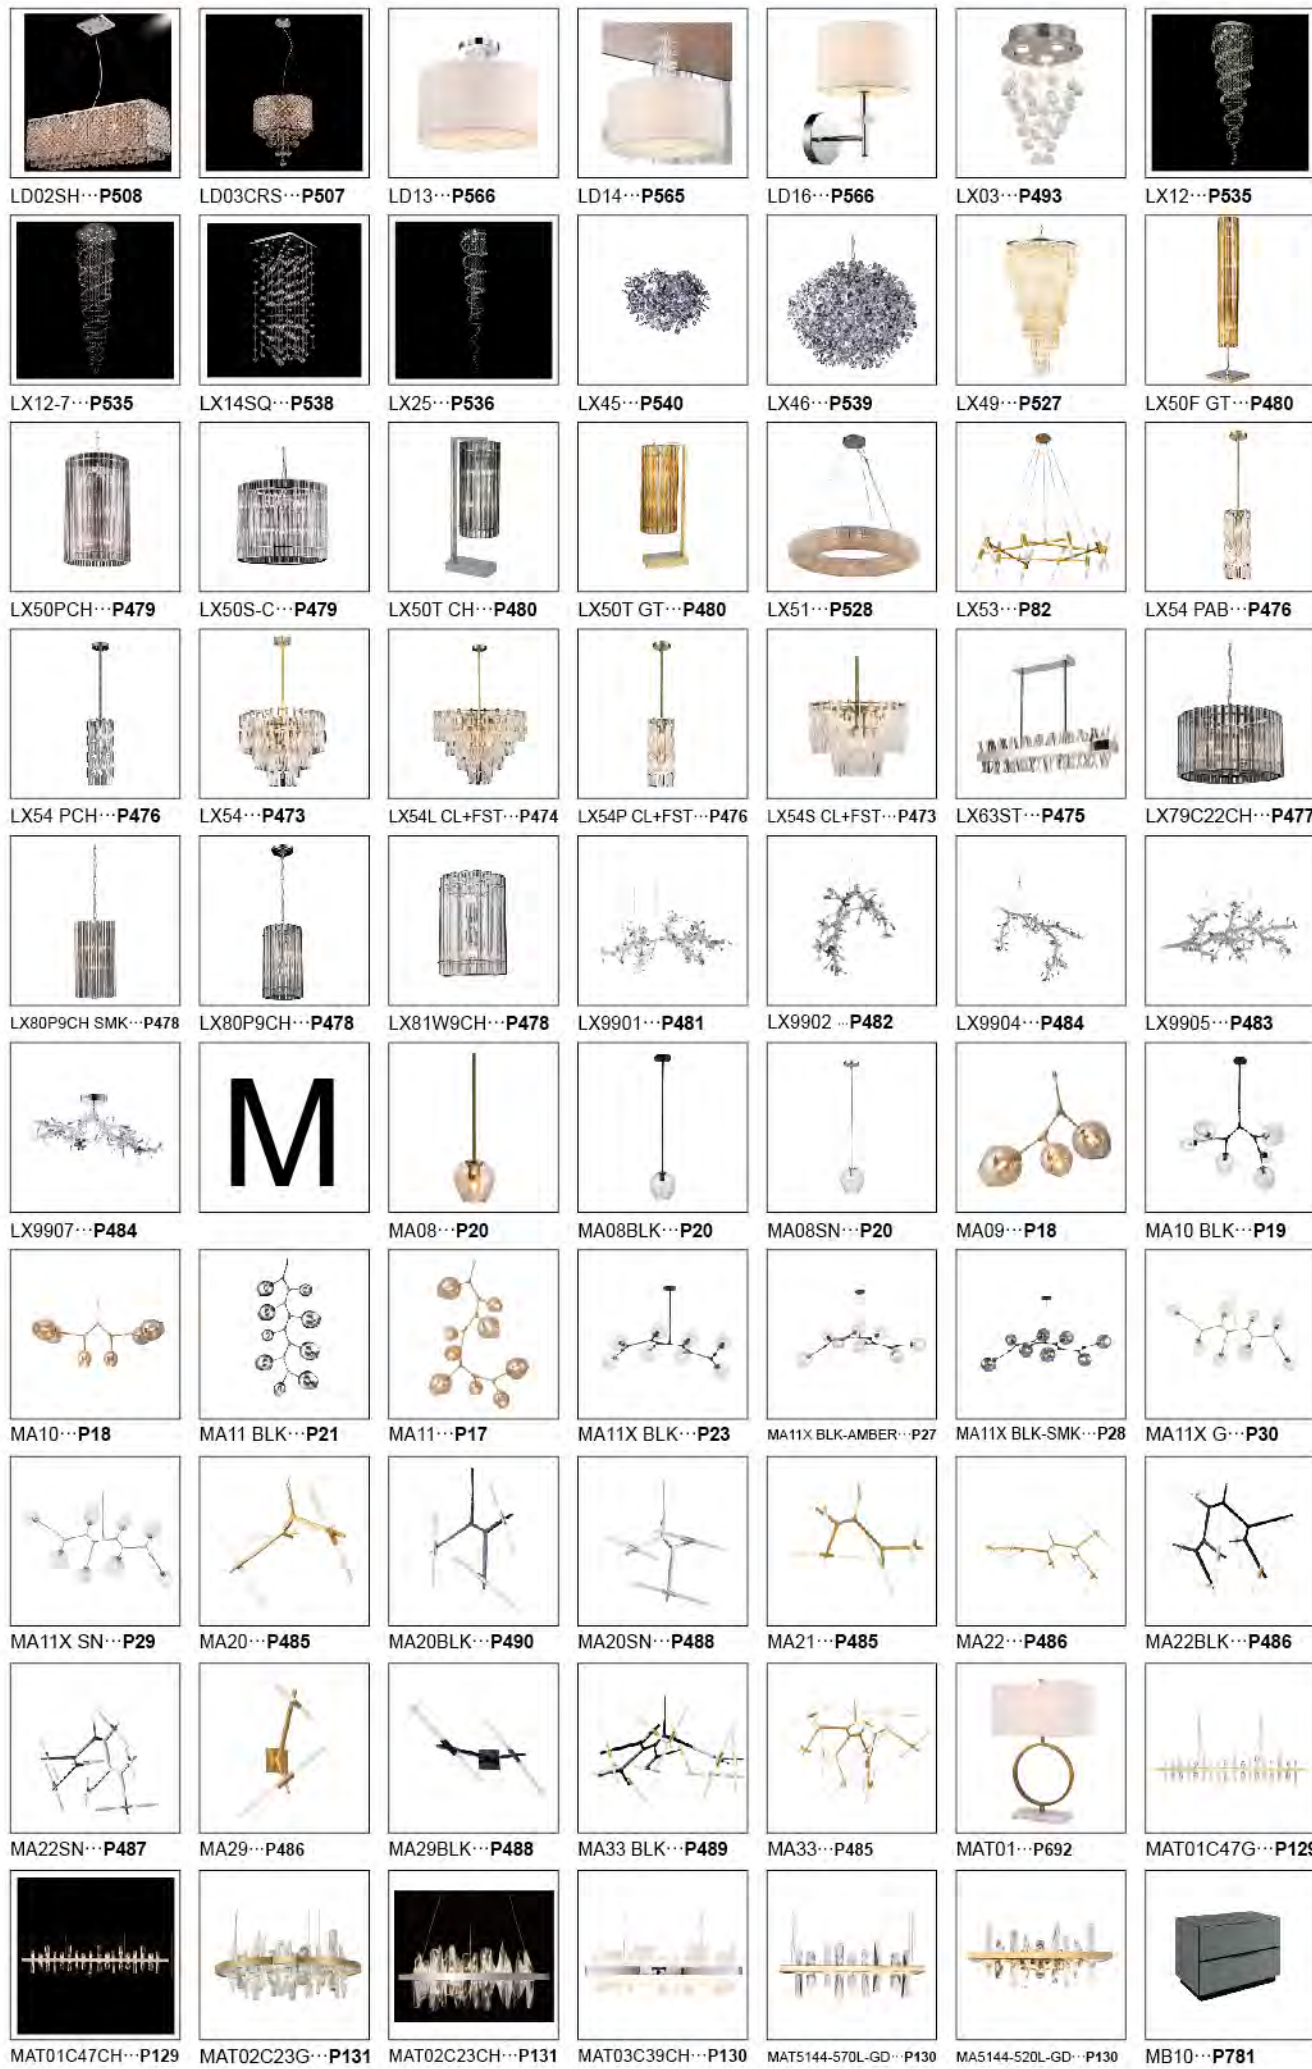 LD02SH···P508 LD03CRS···P507 LD13···P566 LD14···P565 LD16···P566 LX03···P493 LX12···P535
LX12-7···P535 LX14SQ···P538 LX25···P536 LX45···P540 LX46···P539 LX49···P527 LX50F GT···P480
LX50PCH···P479 LX50S-C···P479 LX50T CH···P480 LX50T GT···P480 LX51···P528 LX53···P82 LX54 PAB···P476
LX54 PCH···P476 LX54···P473 LX54L CL+FST···P474 LX54P CL+FST···P476 LX54S CL+FST···P473 LX63ST···P475 LX79C22CH···P477
LX80P9CH SMK···P478 LX80P9CH···P478 LX81W9CH···P478 LX9901···P481 LX9902 ···P482 LX9904···P484 LX9905···P483
M
LX9907···P484 MA08···P20 MA08BLK···P20 MA08SN···P20 MA09···P18 MA10 BLK···P19
MA10···P18 MA11 BLK···P21 MA11···P17 MA11X BLK···P23 MA11X BLK-AMBER···P27 MA11X BLK-SMK···P28 MA11X G···P30
MA11X SN···P29 MA20···P485 MA20BLK···P490 MA20SN···P488 MA21···P485 MA22···P486 MA22BLK···P486
MA22SN···P487 MA29···P486 MA29BLK···P488 MA33 BLK···P489 MA33···P485 MAT01···P692 MAT01C47G···P129
MAT01C47CH···P129 MAT02C23G···P131 MAT02C23CH···P131 MAT03C39CH···P130 MAT5144-570L-GD···P130 MA5144-520L-GD···P130 MB10···P781